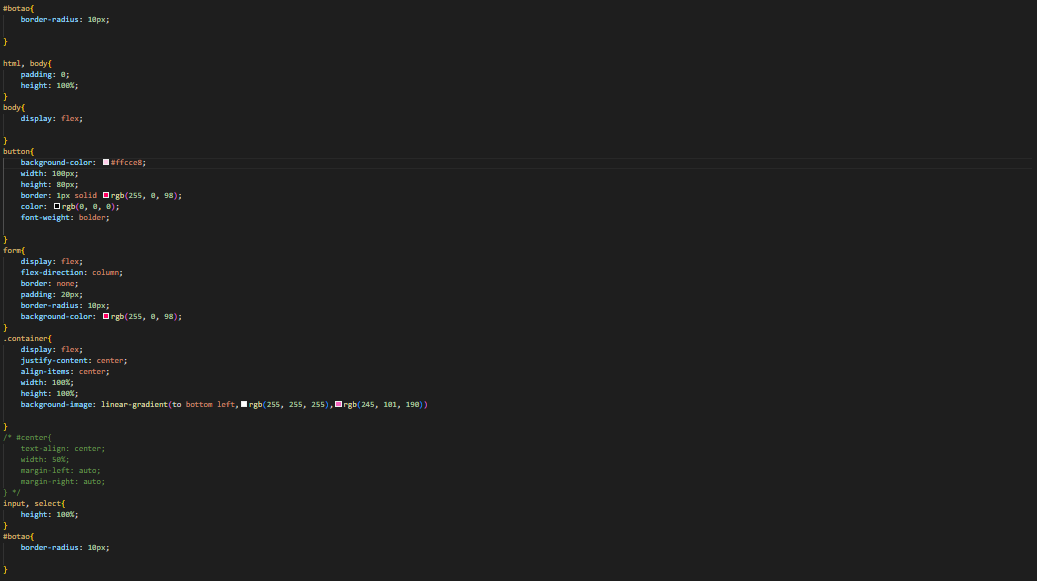 #botao{
    border-radius: 10px;
}
html, body{
    padding: 0;
    height: 100%;
}
body{
    display: flex;
}
button{
    background-color: #ffcce8;
    width: 100px;
    height: 80px;
    border: 1px solid rgb(255, 0, 98);
    color: rgb(0, 0, 0);
    font-weight: bolder;
}
form{
    display: flex;
    flex-direction: column;
    border: none;
    padding: 20px;
    border-radius: 10px;
    background-color: rgb(255, 0, 98);
}
.container{
    display: flex;
    justify-content: center;
    align-items: center;
    width: 100%;
    height: 100%;
    background-image: linear-gradient(to bottom left,rgb(255, 255, 255),rgb(245, 101, 190))
}
/* #center{
    text-align: center;
    width: 50%;
    margin-left: auto;
    margin-right: auto;
} */
input, select{
    height: 100%;
}
#botao{
    border-radius: 10px;
}